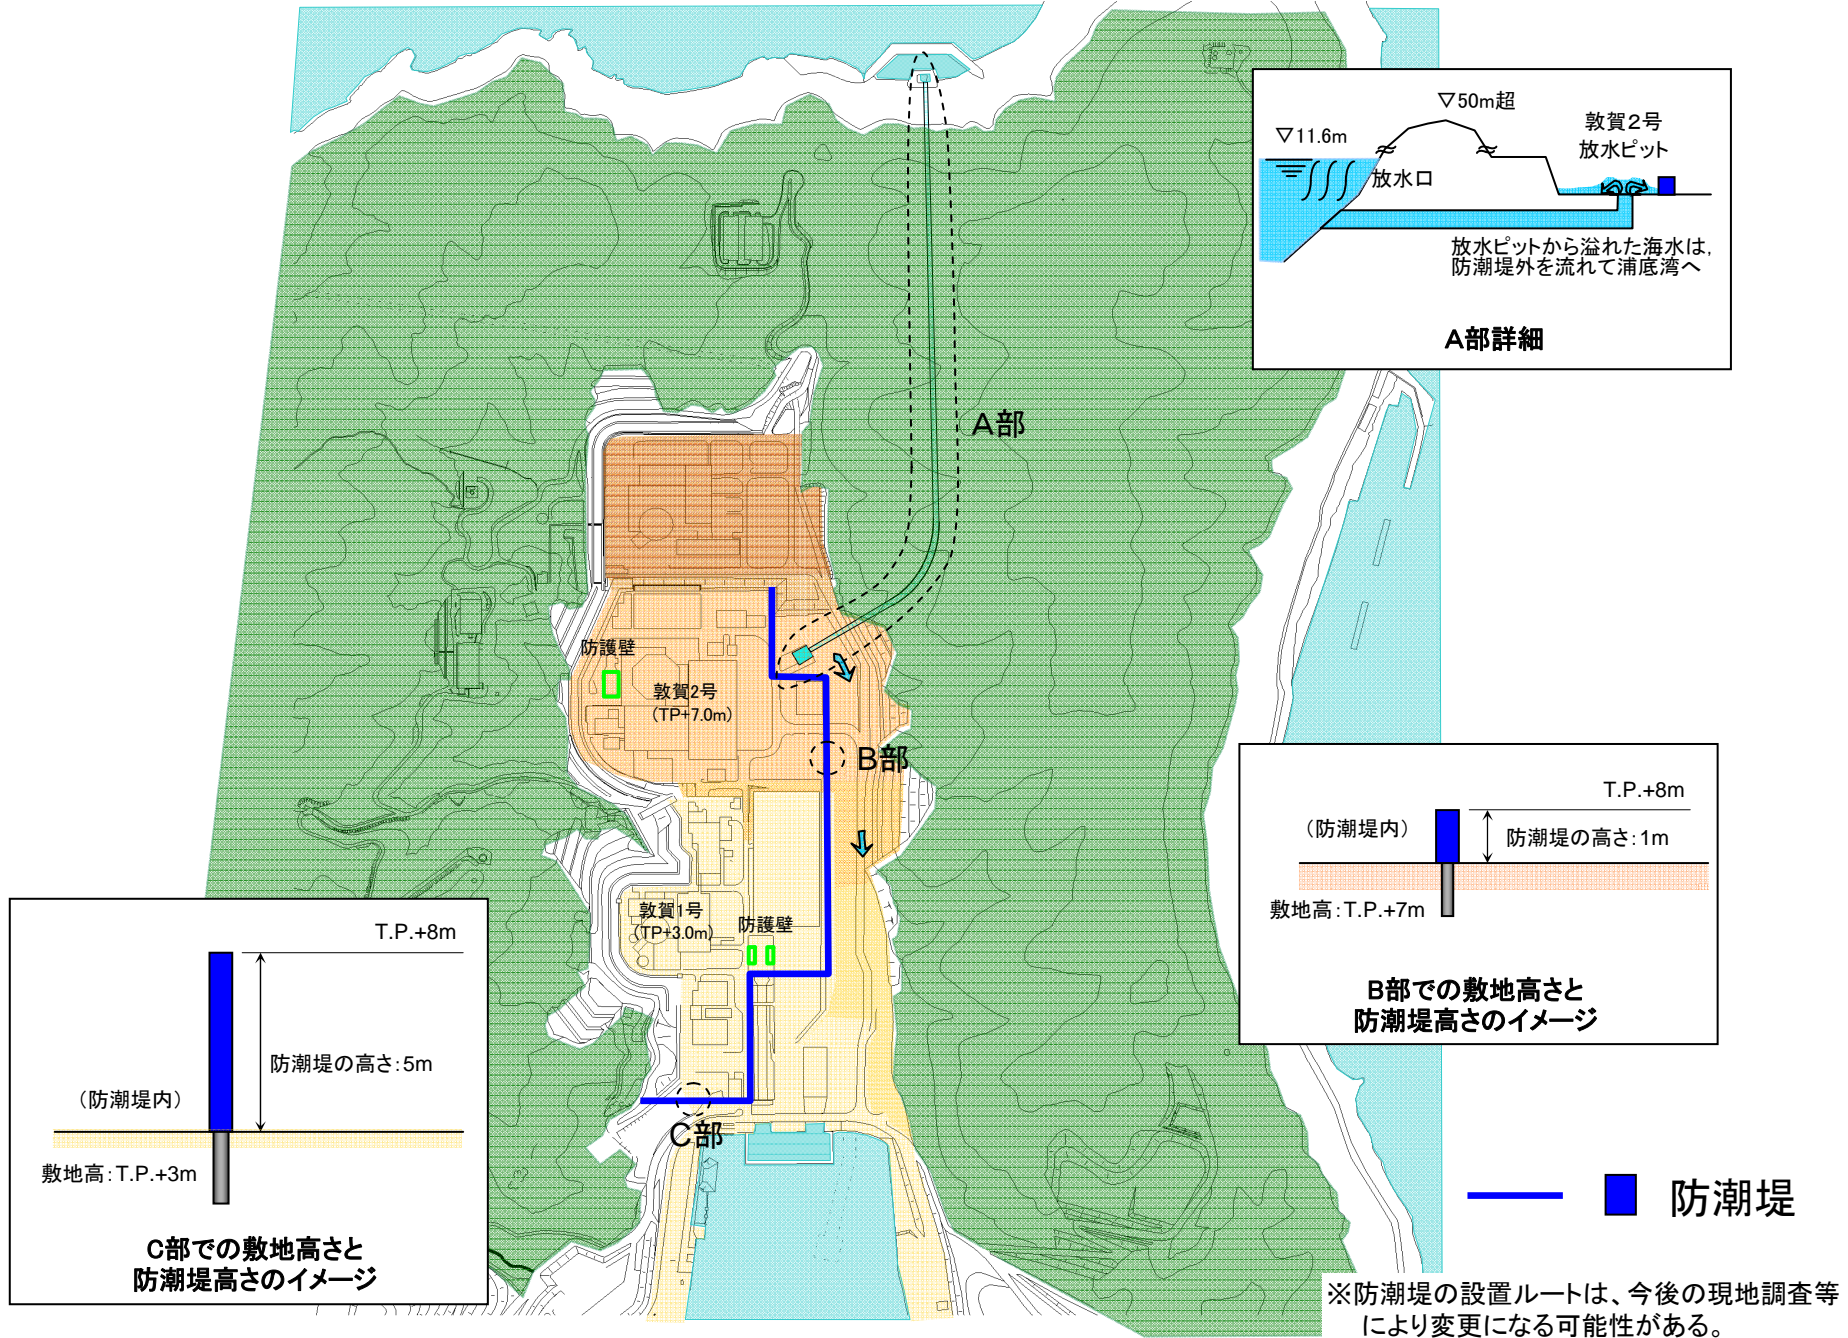 ▽50m超
▽11.6m
敦賀2号
放水ピット
放水口
放水ピットから溢れた海水は,
防潮堤外を流れて浦底湾へ
A部詳細
A部
防護壁
敦賀2号
(TP+7.0m)
B部
T.P.+8m
(防潮堤内)
防潮堤の高さ:1m
敷地高:T.P.+7m
B部での敷地高さと
防潮堤高さのイメージ
敦賀1号
(TP+3.0m)
防護壁
T.P.+8m
防潮堤の高さ:5m
(防潮堤内)
敷地高:T.P.+3m
C部での敷地高さと
防潮堤高さのイメージ
C部
防潮堤
※防潮堤の設置ルートは、今後の現地調査等
により変更になる可能性がある。